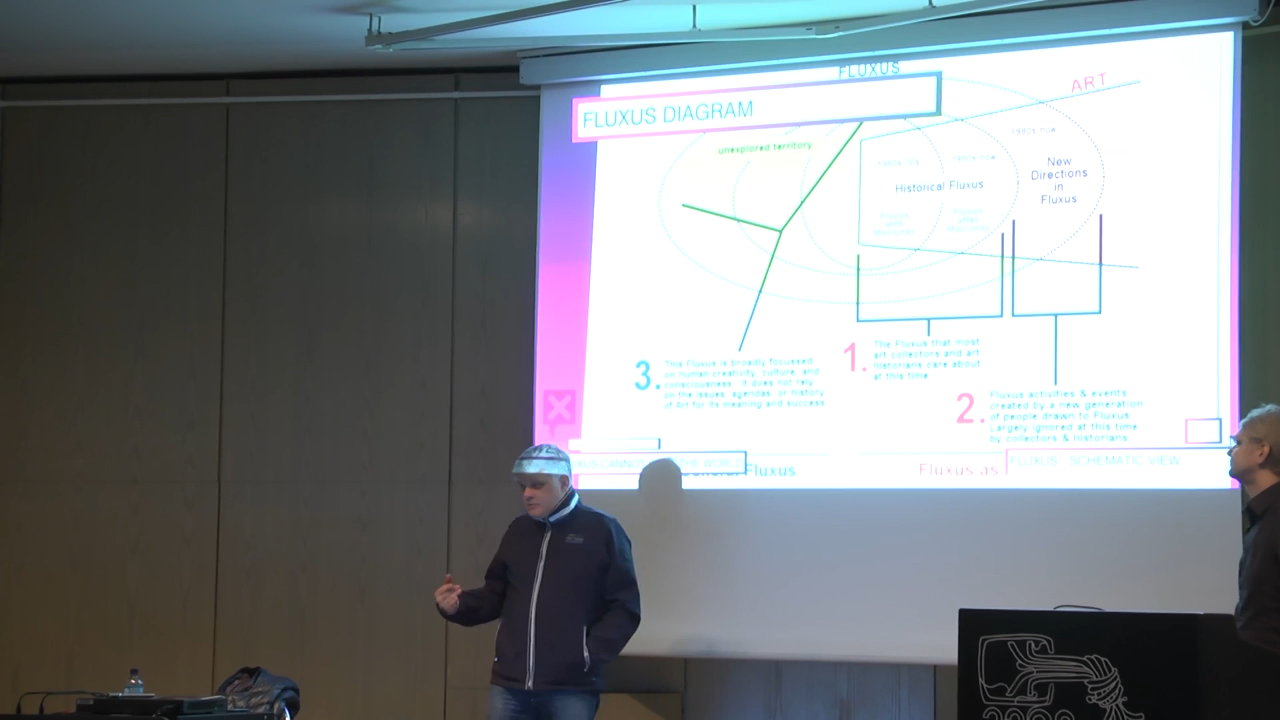 FLUXUS
FLUXUS DIAGRAM
ART
unexplored territory
1980s now
Historical Fluxus
New
Directions
in
Fluxus
3.
This Fluxus is broadly focussed
on human creativity, culture, and
consciousness. It does not rely
on the issues, agendas, or history
of Art for its meaning and success
1.
The Fluxus that most
art collectors and art
historians care about
at this time
2.
Fluxus activities & events
created by a new generation
of people drawn to Fluxus.
Largely ignored at this time
by collectors & historians
Fluxus
Fluxus as
FLUXUS - SCHEMATIC VIEW